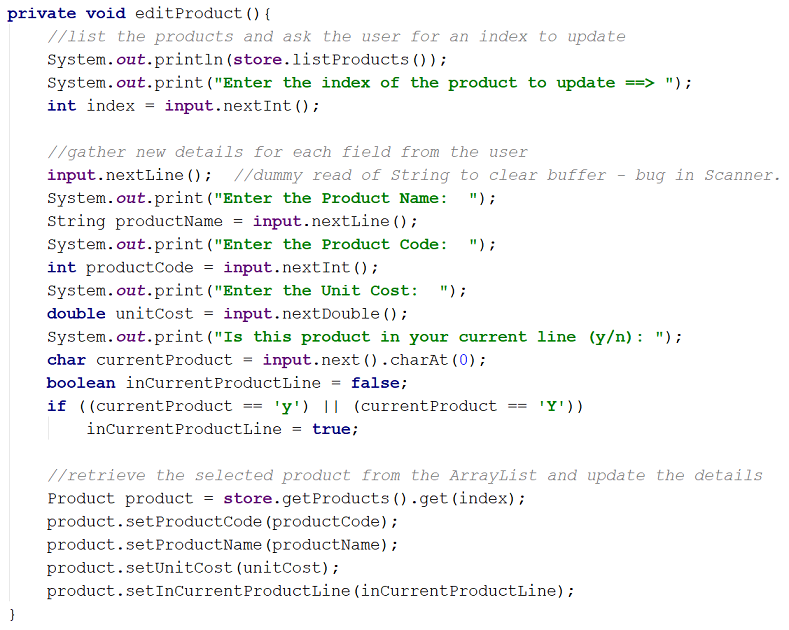 private void editProduct(){
    //list the products and ask the user for an index to update
    System.out.println(store.listProducts());
    System.out.print("Enter the index of the product to update ==> ");
    int index = input.nextInt();

    //gather new details for each field from the user
    input.nextLine();  //dummy read of String to clear buffer - bug in Scanner.
    System.out.print("Enter the Product Name:  ");
    String productName = input.nextLine();
    System.out.print("Enter the Product Code:  ");
    int productCode = input.nextInt();
    System.out.print("Enter the Unit Cost:  ");
    double unitCost = input.nextDouble();
    System.out.print("Is this product in your current line (y/n): ");
    char currentProduct = input.next().charAt(0);
    boolean inCurrentProductLine = false;
    if ((currentProduct == 'y') || (currentProduct == 'Y'))
        inCurrentProductLine = true;

    //retrieve the selected product from the ArrayList and update the details
    Product product = store.getProducts().get(index);
    product.setProductCode(productCode);
    product.setProductName(productName);
    product.setUnitCost(unitCost);
    product.setInCurrentProductLine(inCurrentProductLine);
}